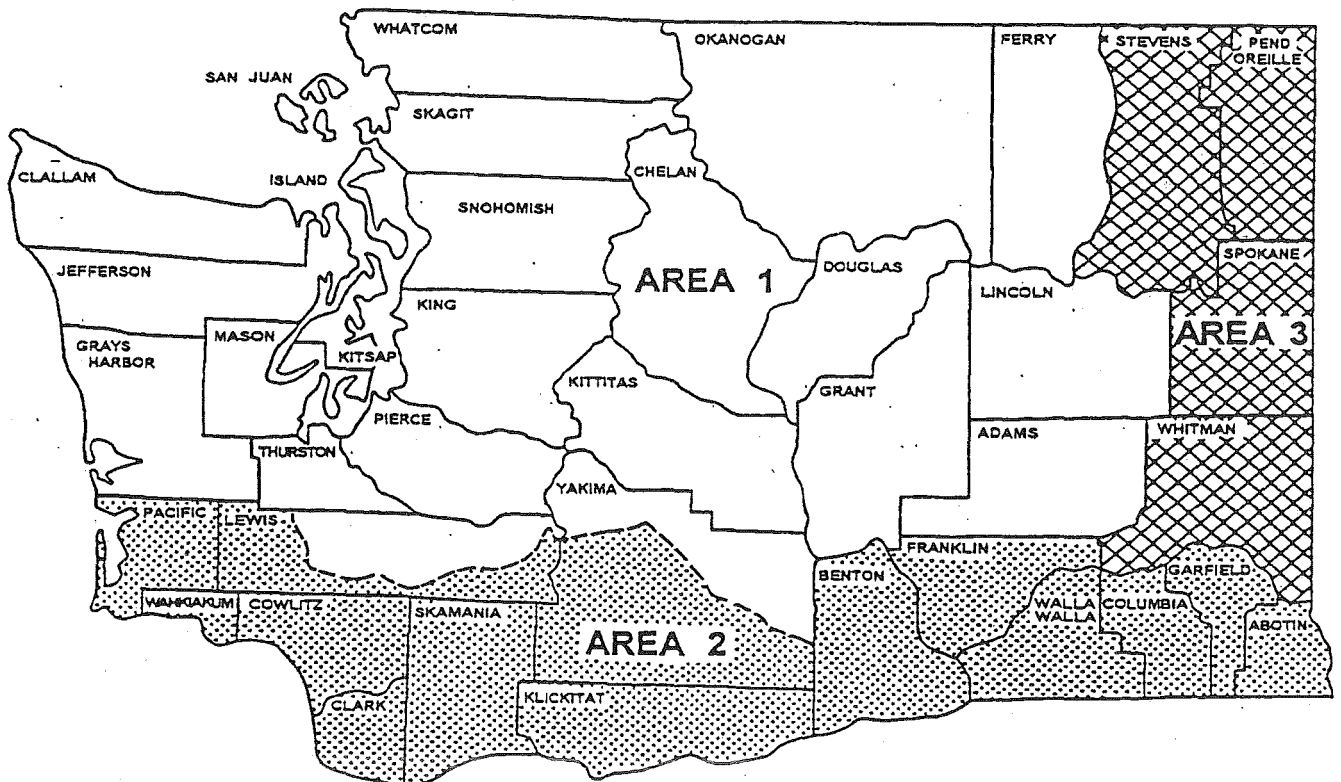 WHATCOM
OKANOGAN
FERRY
STEVENS
PEND
OREILLE
SAN JUAN
SKAGIT
CLALLAM
ISLAND
CHELAN
SNOHOMISH
JEFFERSON
DOUGLAS
SPOKANE
AREA 1
KING
LINCOLN
MASON
GRAYS
HARBOR
KITSAP
AREA 3
KITTITAS
GRANT
PIERCE
THURSTON
ADAMS
WHITMAN
YAKIMA
PACIFIC
LEWIS
FRANKLIN
BENTON
GARFIELD
WAHKIAKUM
COWLITZ
SKAMANIA
WALLA
WALLA
COLUMBIA
ABOTIN
AREA 2
KLICKITAT
CLARK